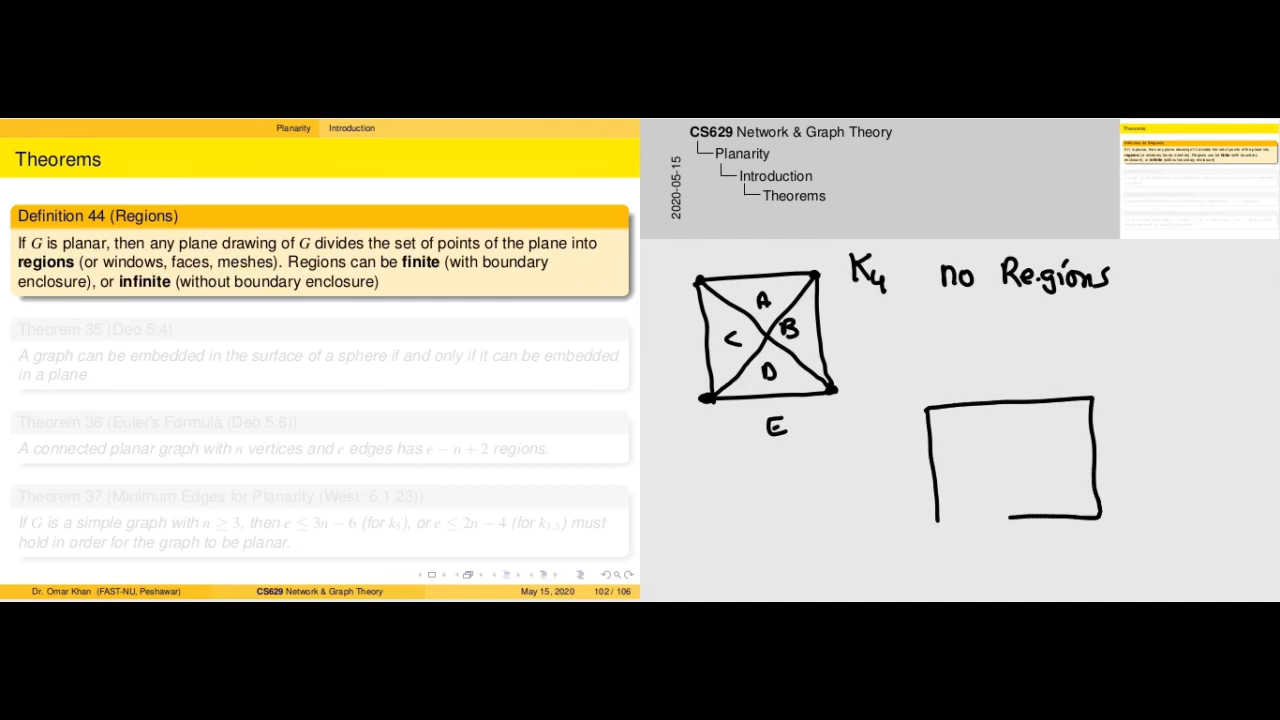 Planarity Introduction
Theorems
Definition 44 (Regions)
If G is planar, then any plane drawing of G divides the set of points of the plane into
regions (or windows, faces, meshes). Regions can be finite (with boundary
enclosure), or infinite (without boundary enclosure)
Theorem 35 (Deo 5:4)
A graph can be embedded in the surface of a sphere if and only if it can be embedded
in a plane
Theorem 36 (Euler's Formula (Deo 5:6))
A connected planar graph with n vertices and e edges has e − n + 2 regions.
Theorem 37 (Minimum Edges for Planarity (West: 6.1.23))
If G is a simple graph with n ≥ 3, then e ≤ 3n − 6 (for k₅), or e ≤ 2n − 4 (for k₃,₃) must
hold in order for the graph to be planar.
Dr. Omar Khan (FAST-NU, Peshawar) CS629 Network & Graph Theory May 15, 2020 102 / 106
CS629 Network & Graph Theory
Planarity
Introduction
Theorems
2020-05-15
Theorems
K₄ no Regions
A
B
C
D
E